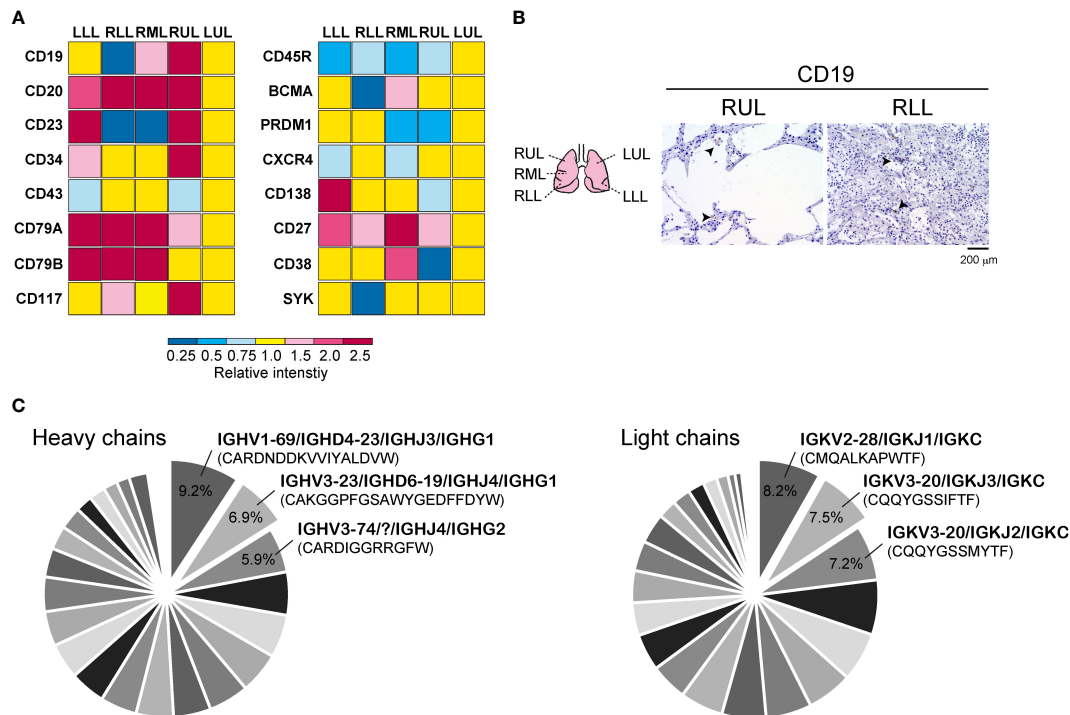 A
LLL RLL RML RUL LUL
CD19
CD20
CD23
CD34
CD43
CD79A
CD79B
CD117
LLL RLL RML RUL LUL
CD45R
BCMA
PRDM1
CXCR4
CD138
CD27
CD38
SYK
0.25 0.5 0.75 1.0 1.5 2.0 2.5
Relative intenstiy
B
CD19
RUL RLL
RUL LUL
RML
RLL LLL
200 µm
C
Heavy chains
IGHV1-69/IGHD4-23/IGHJ3/IGHG1
(CARDNDDKVVIYALDVW)
9.2%
IGHV3-23/IGHD6-19/IGHJ4/IGHG1
(CAKGGPFGSAWYGEDFFDYW)
6.9%
IGHV3-74/?/IGHJ4/IGHG2
(CARDIGGRRGFW)
5.9%
Light chains
IGKV2-28/IGKJ1/IGKC
(CMQALKAPWTF)
8.2%
IGKV3-20/IGKJ3/IGKC
(CQQYGSSIFTF)
7.5%
IGKV3-20/IGKJ2/IGKC
(CQQYGSSMYTF)
7.2%